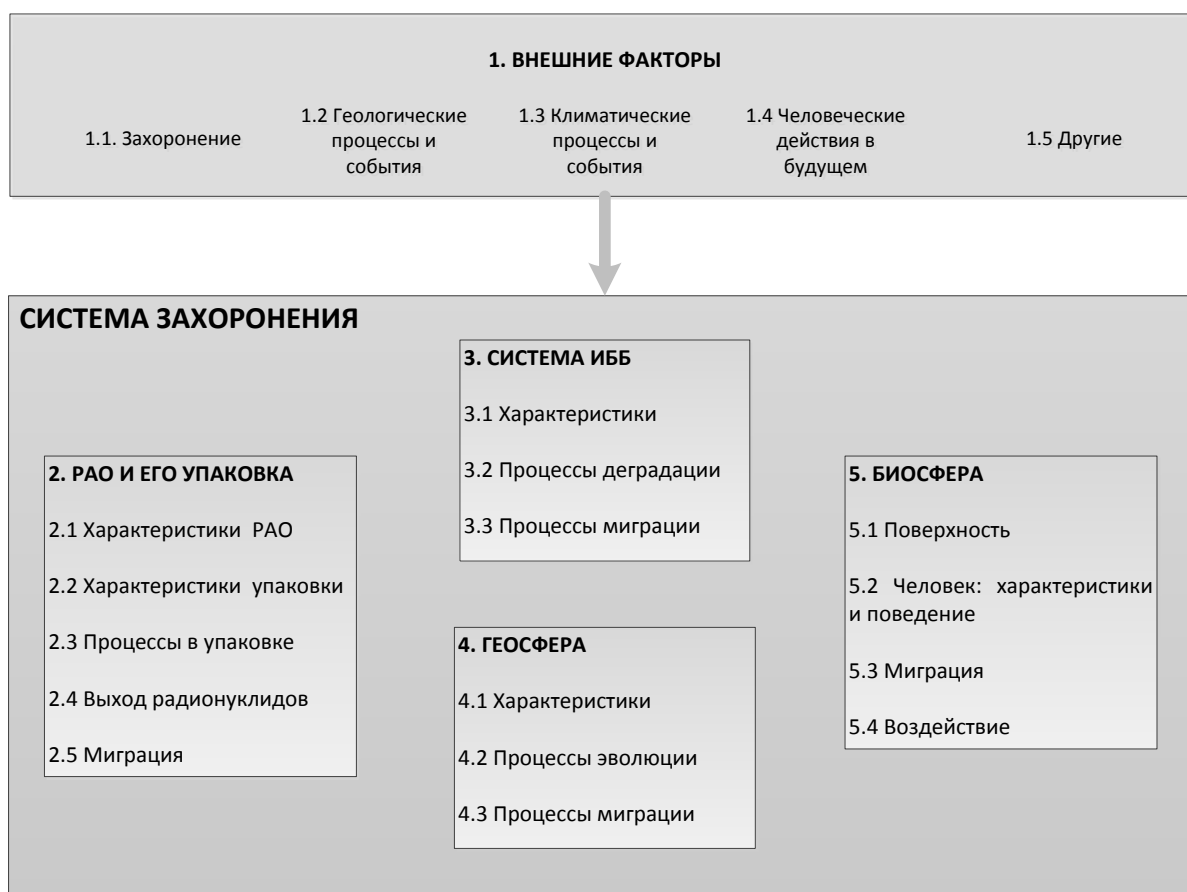 1. ВНЕШНИЕ ФАКТОРЫ
1.1. Захоронение
1.2 Геологические
процессы и
события
1.3 Климатические
процессы и
события
1.4 Человеческие
действия в
будущем
1.5 Другие
СИСТЕМА ЗАХОРОНЕНИЯ
2. РАО И ЕГО УПАКОВКА
2.1 Характеристики РАО
2.2 Характеристики упаковки
2.3 Процессы в упаковке
2.4 Выход радионуклидов
2.5 Миграция
3. СИСТЕМА ИББ
3.1 Характеристики
3.2 Процессы деградации
3.3 Процессы миграции
4. ГЕОСФЕРА
4.1 Характеристики
4.2 Процессы эволюции
4.3 Процессы миграции
5. БИОСФЕРА
5.1 Поверхность
5.2 Человек: характеристики
и поведение
5.3 Миграция
5.4 Воздействие